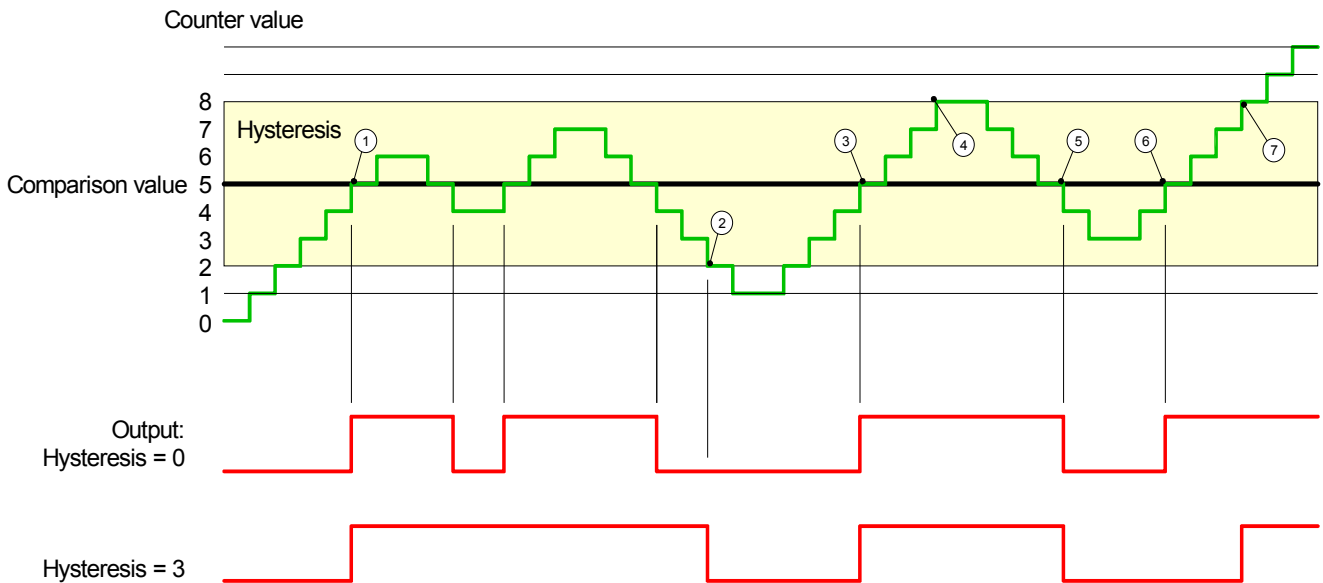 Counter value
8
7
Hysteresis
1
3
4
5
6
7
6
Comparison value 5
4
2
3
2
1
0
Output:
Hysteresis = 0
Hysteresis = 3